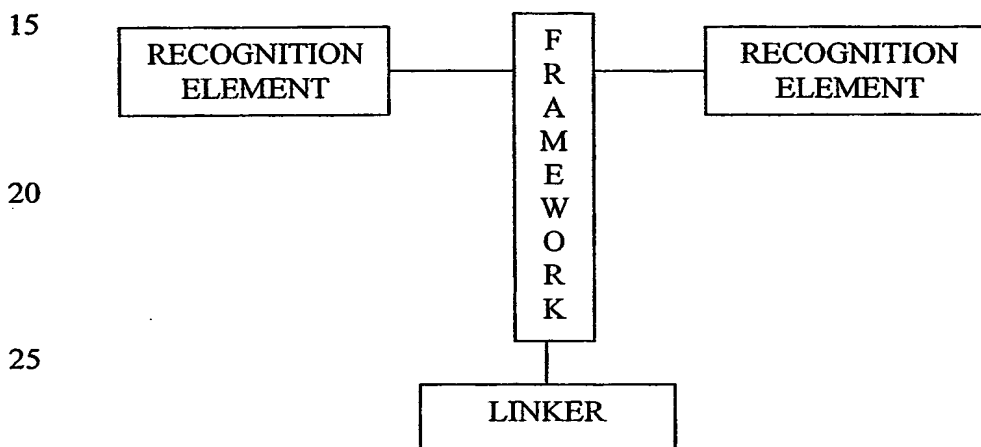 15
RECOGNITION
ELEMENT
F
R
A
M
E
W
O
R
K
RECOGNITION
ELEMENT
20
25
LINKER